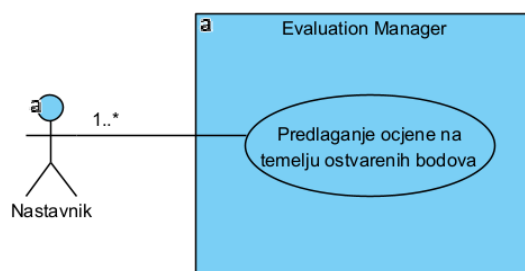 a
Evaluation Manager
a
1..*
Predlaganje ocjene na
temelju ostvarenih bodova
Nastavnik